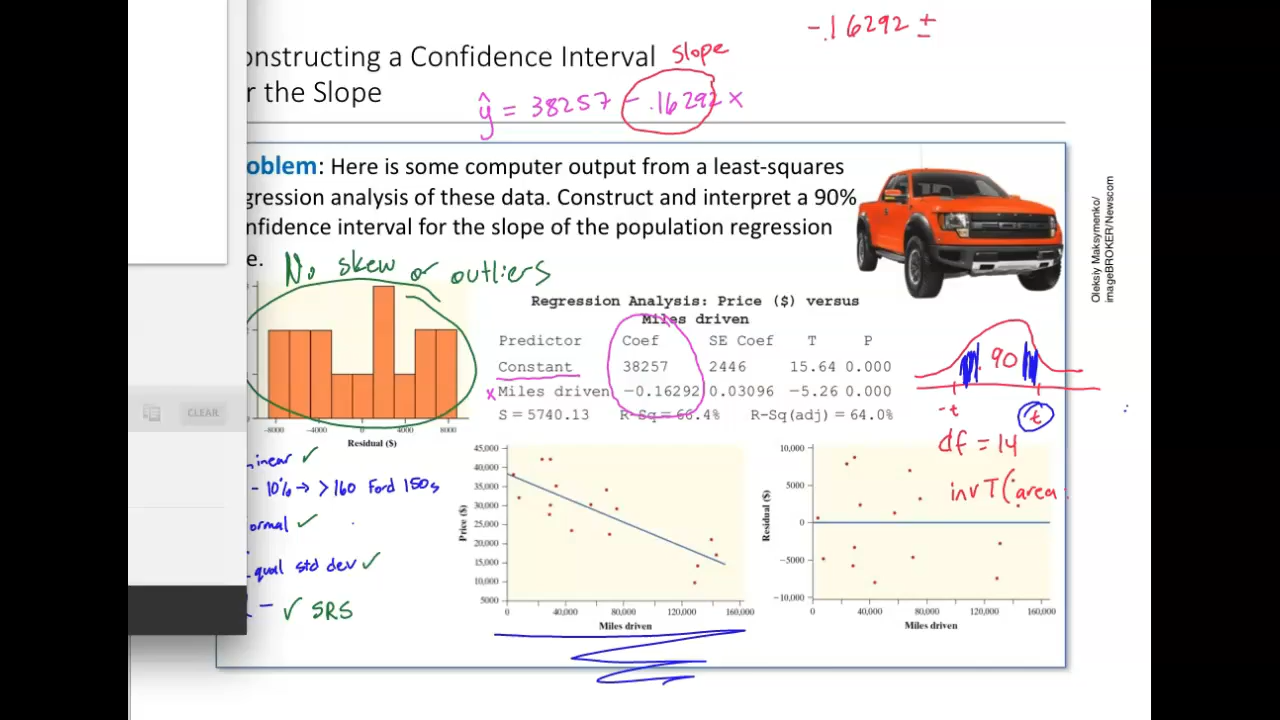 -.16292 ±
onstructing a Confidence Interval slope
r the Slope
ŷ = 38257 - .16292x
oblem: Here is some computer output from a least-squares
gression analysis of these data. Construct and interpret a 90%
nfidence interval for the slope of the population regression
e.
No skew or outliers
Oleksiy Maksymenko/
imageBROKER/Newscom
Regression Analysis: Price ($) versus
Miles driven
Predictor Coef SE Coef T P
Constant 38257 2446 15.64 0.000
x Miles driven −0.16292 0.03096 −5.26 0.000
S = 5740.13 R-Sq = 66.4% R-Sq(adj) = 64.0%
-8000 -4000 0 4000 8000
Residual ($)
.90
-t t
df = 14
invT(area:
inear ✓
- 10% → > 160 Ford 150s
ormal ✓
qual std dev ✓
- ✓ SRS
CLEAR
45,000
40,000
35,000
30,000
25,000
20,000
15,000
10,000
5000
Price ($)
0 40,000 80,000 120,000 160,000
Miles driven
10,000
5000
0
−5000
−10,000
Residual ($)
0 40,000 80,000 120,000 160,000
Miles driven